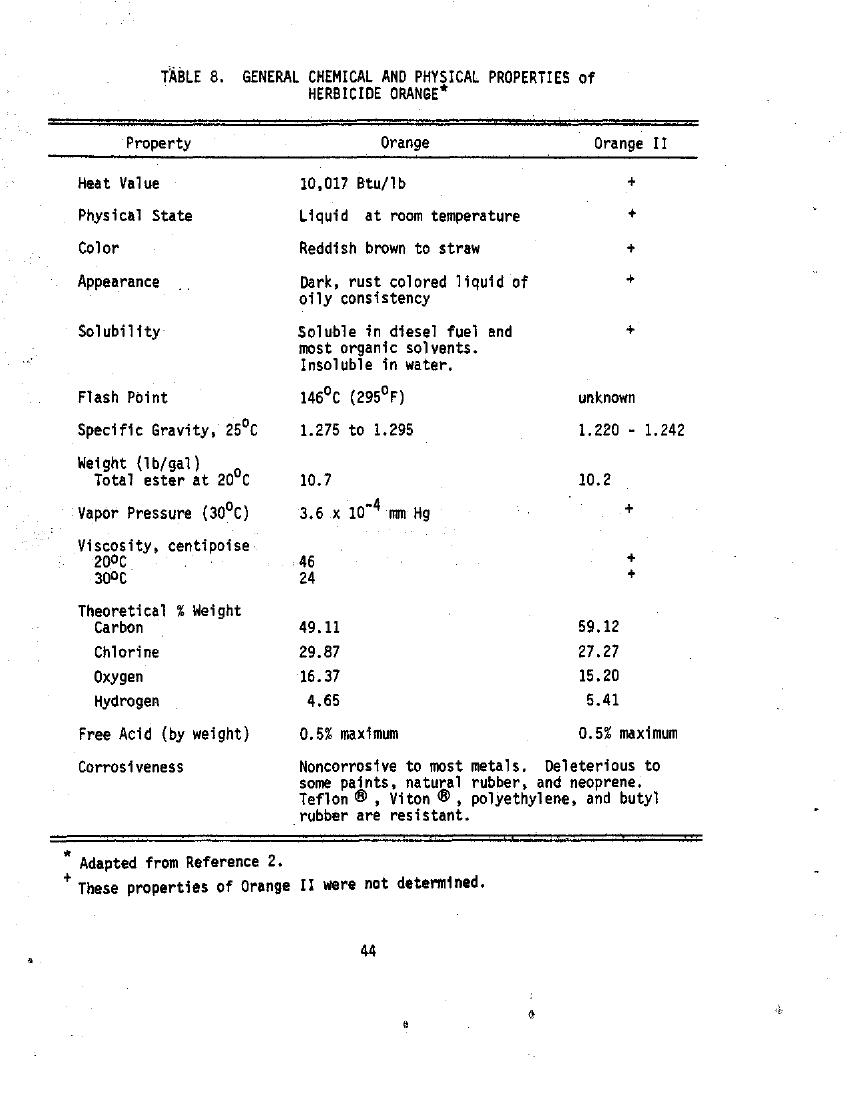 TABLE 8. GENERAL CHEMICAL AND PHYSICAL PROPERTIES of
HERBICIDE ORANGE*
Property Orange Orange II
Heat Value 10,017 Btu/lb +
Physical State Liquid at room temperature +
Color Reddish brown to straw +
Appearance Dark, rust colored liquid of +
oily consistency
Solubility Soluble in diesel fuel and +
most organic solvents.
Insoluble in water.
Flash Point 146°C (295°F) unknown
Specific Gravity, 25°C 1.275 to 1.295 1.220 - 1.242
Weight (lb/gal)
Total ester at 20°C 10.7 10.2
Vapor Pressure (30°C) 3.6 x 10⁻⁴ mm Hg +
Viscosity, centipoise
20°C 46 +
30°C 24 +
Theoretical % Weight
Carbon 49.11 59.12
Chlorine 29.87 27.27
Oxygen 16.37 15.20
Hydrogen 4.65 5.41
Free Acid (by weight) 0.5% maximum 0.5% maximum
Corrosiveness Noncorrosive to most metals. Deleterious to
some paints, natural rubber, and neoprene.
Teflon ®, Viton ®, polyethylene, and butyl
rubber are resistant.
* Adapted from Reference 2.
+ These properties of Orange II were not determined.
44